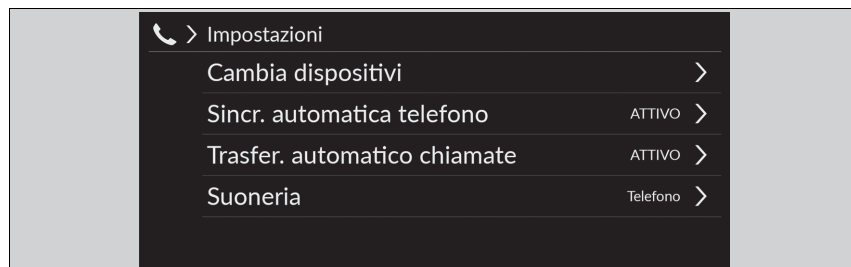 Impostazioni
Cambia dispositivi
Sincr. automatica telefono ATTIVO
Trasfer. automatico chiamate ATTIVO
Suoneria Telefono